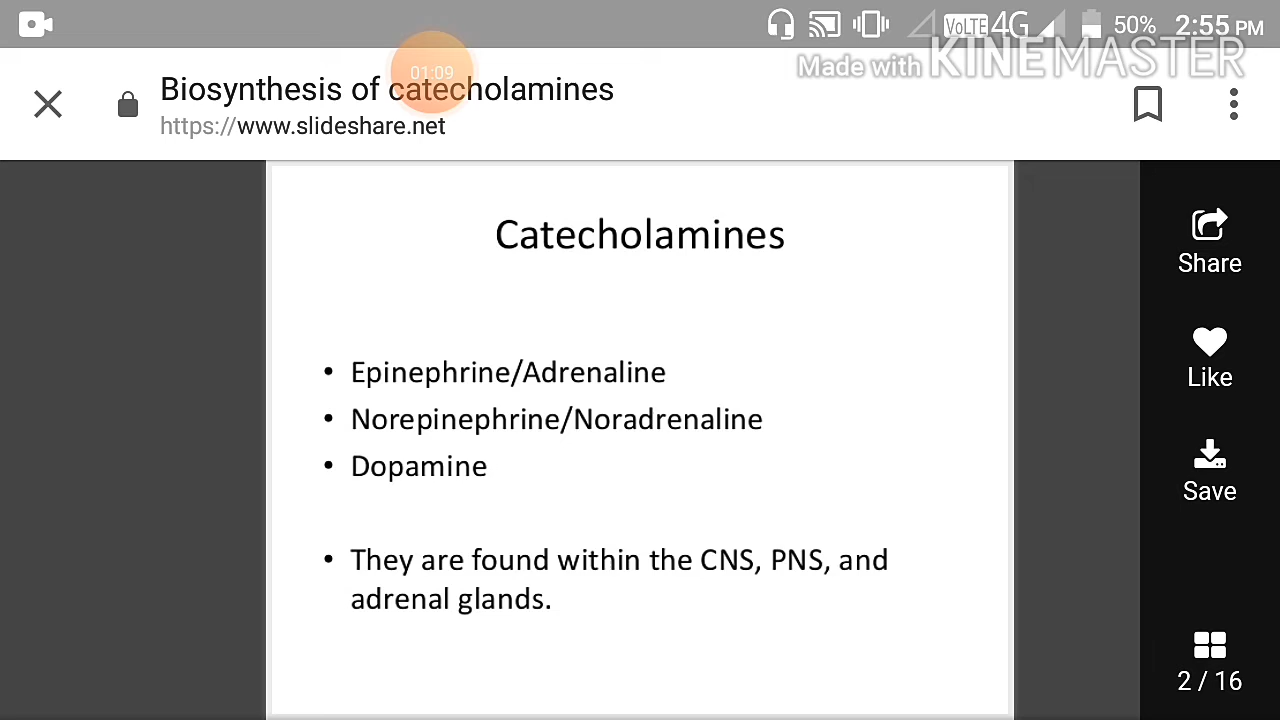 VoLTE 4G 50% 2:55 PM
Made with KINEMASTER
01:09
Biosynthesis of catecholamines
https://www.slideshare.net
Catecholamines
• Epinephrine/Adrenaline
• Norepinephrine/Noradrenaline
• Dopamine
• They are found within the CNS, PNS, and
adrenal glands.
Share
Like
Save
2 / 16